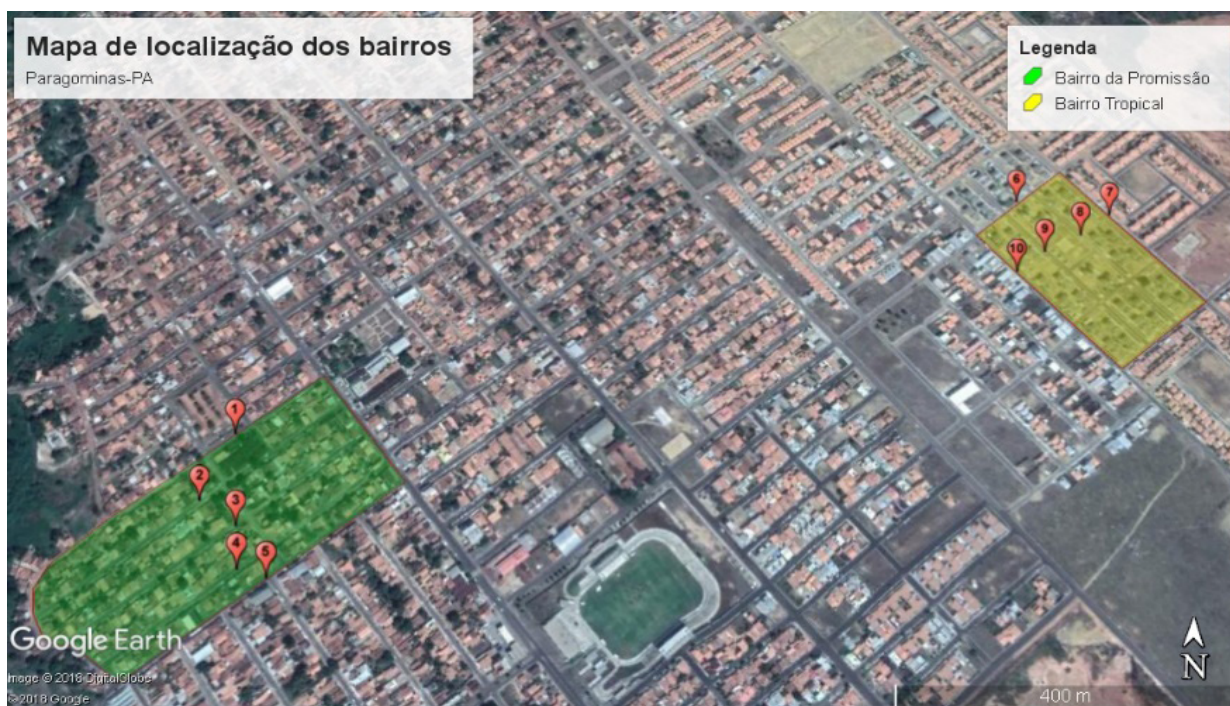 Mapa de localização dos bairros
Paragominas-PA
Legenda
Bairro da Promissão
Bairro Tropical
6
7
8
9
10
1
2
3
4
5
Google Earth
Image © 2018 DigitalGlobe
© 2018 Google
N
400 m